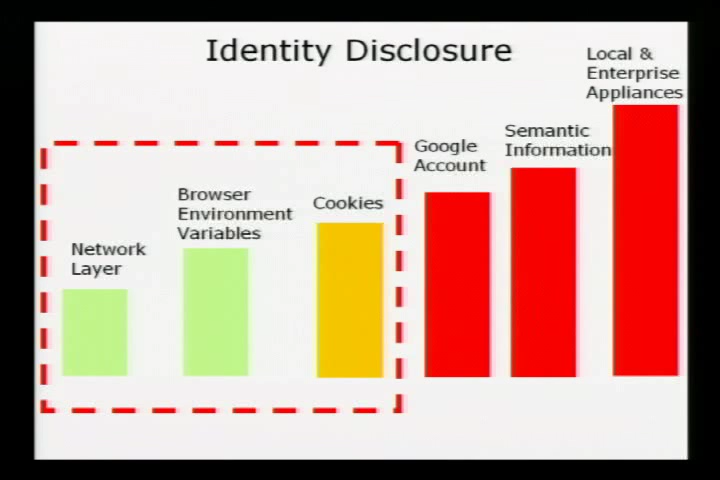 Identity Disclosure
Local &
Enterprise
Appliances
Semantic
Information
Google
Account
Cookies
Browser
Environment
Variables
Network
Layer